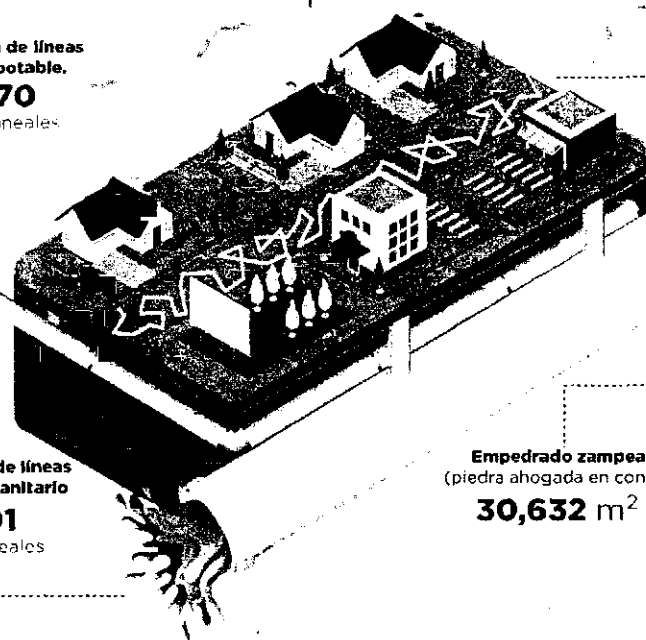 de líneas
potable.
70
neales
de líneas
anitario
01
eales
Empedrado zampea
(piedra ahogada en con
30,632 m²